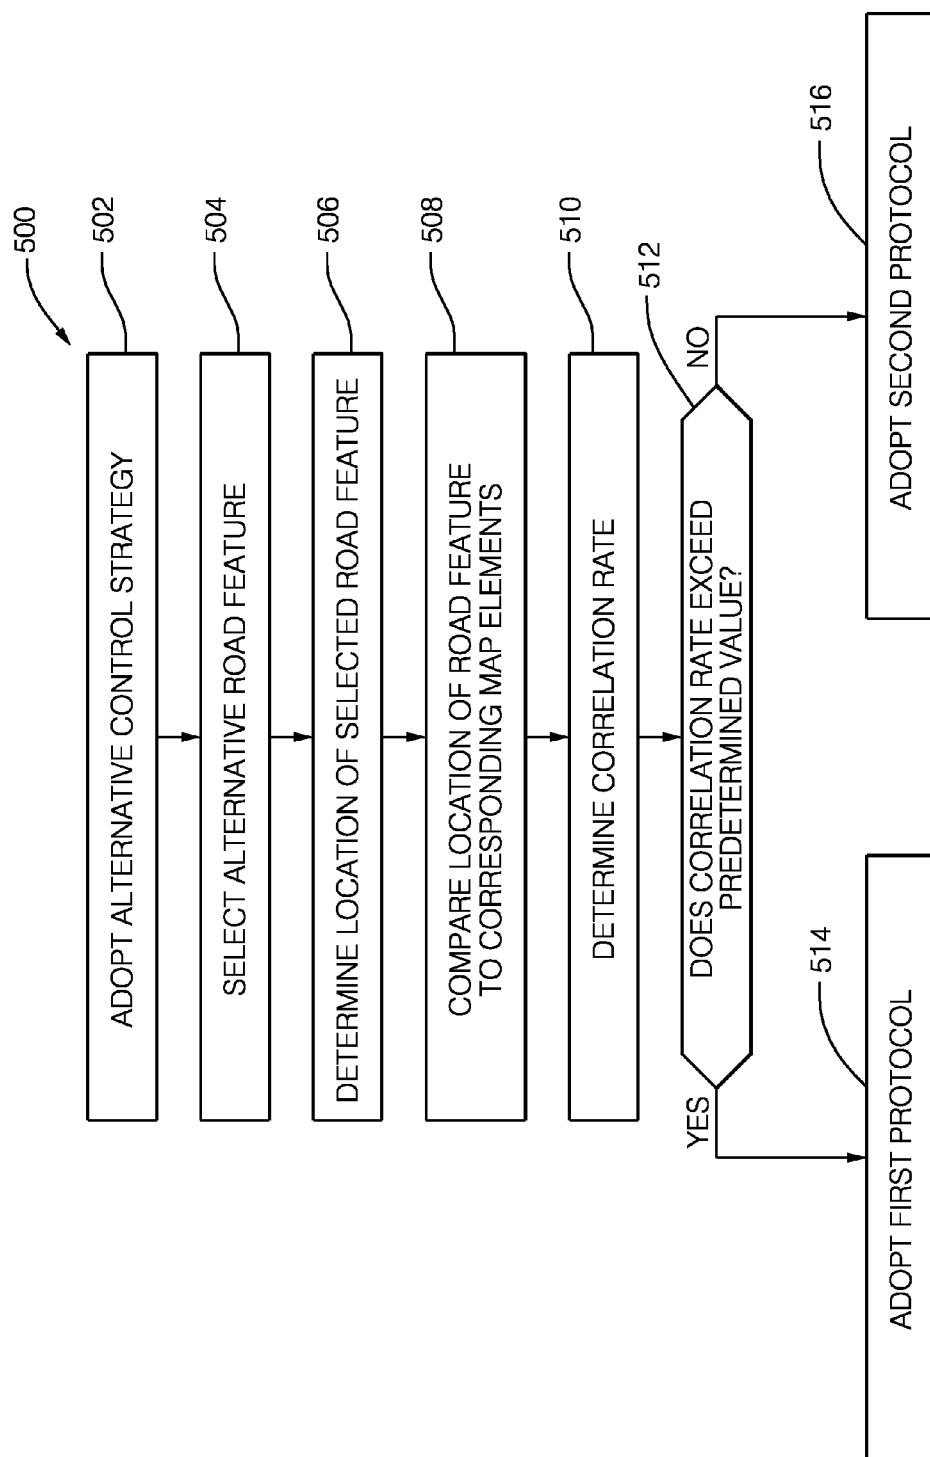 500
502
ADOPT ALTERNATIVE CONTROL STRATEGY
504
SELECT ALTERNATIVE ROAD FEATURE
506
DETERMINE LOCATION OF SELECTED ROAD FEATURE
508
COMPARE LOCATION OF ROAD FEATURE
TO CORRESPONDING MAP ELEMENTS
510
DETERMINE CORRELATION RATE
512
DOES CORRELATION RATE EXCEED
PREDETERMINED VALUE?
YES
NO
514
ADOPT FIRST PROTOCOL
516
ADOPT SECOND PROTOCOL